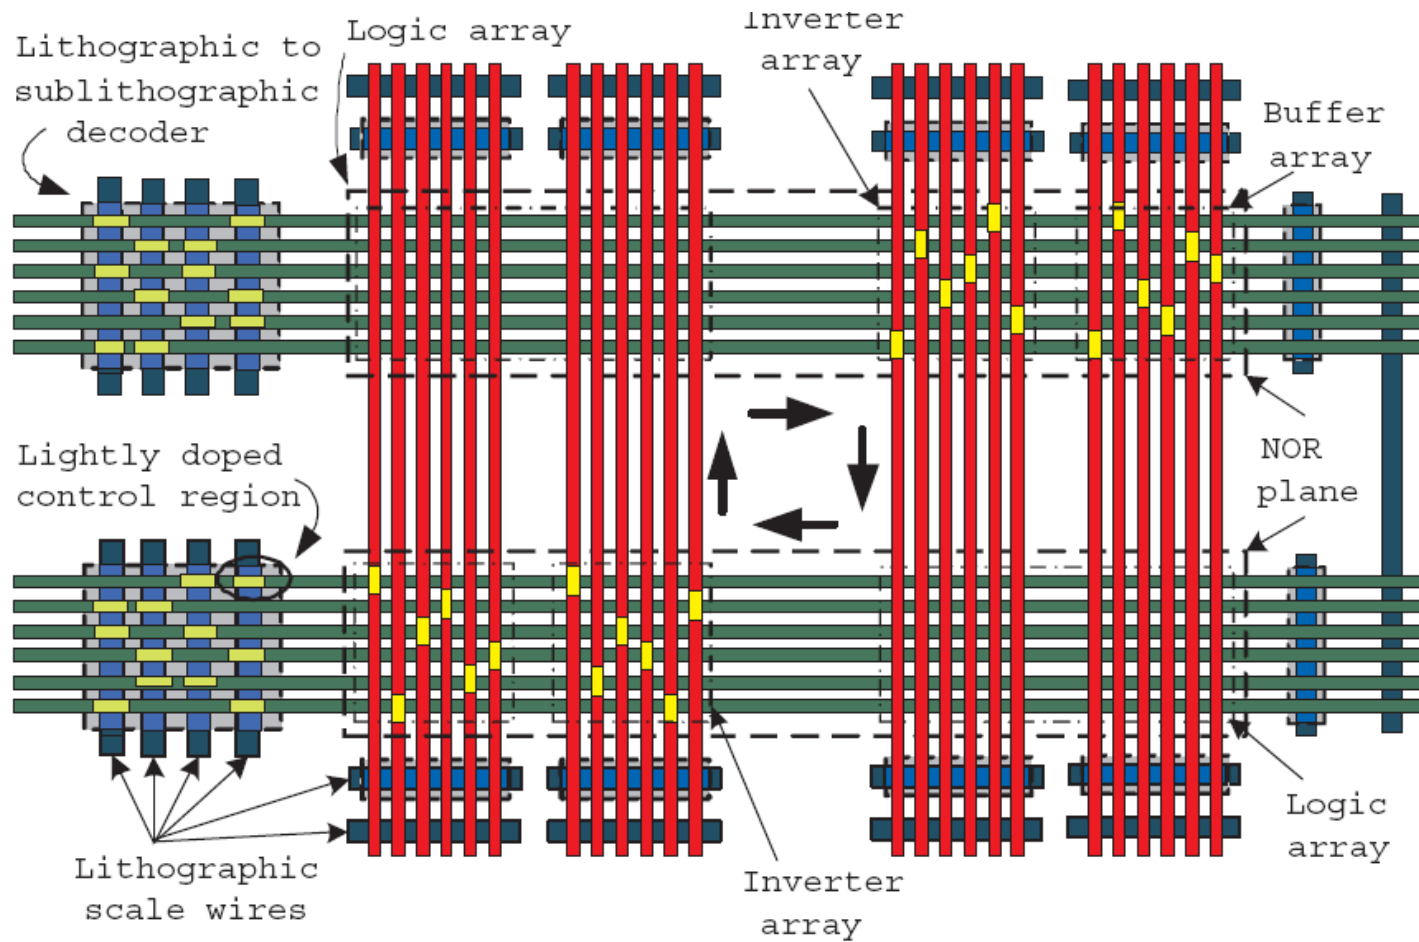 Lithographic to
sublithographic
decoder
Logic array
Inverter
array
Buffer
array
Lightly doped
control region
NOR
plane
Lithographic
scale wires
Inverter
array
Logic
array